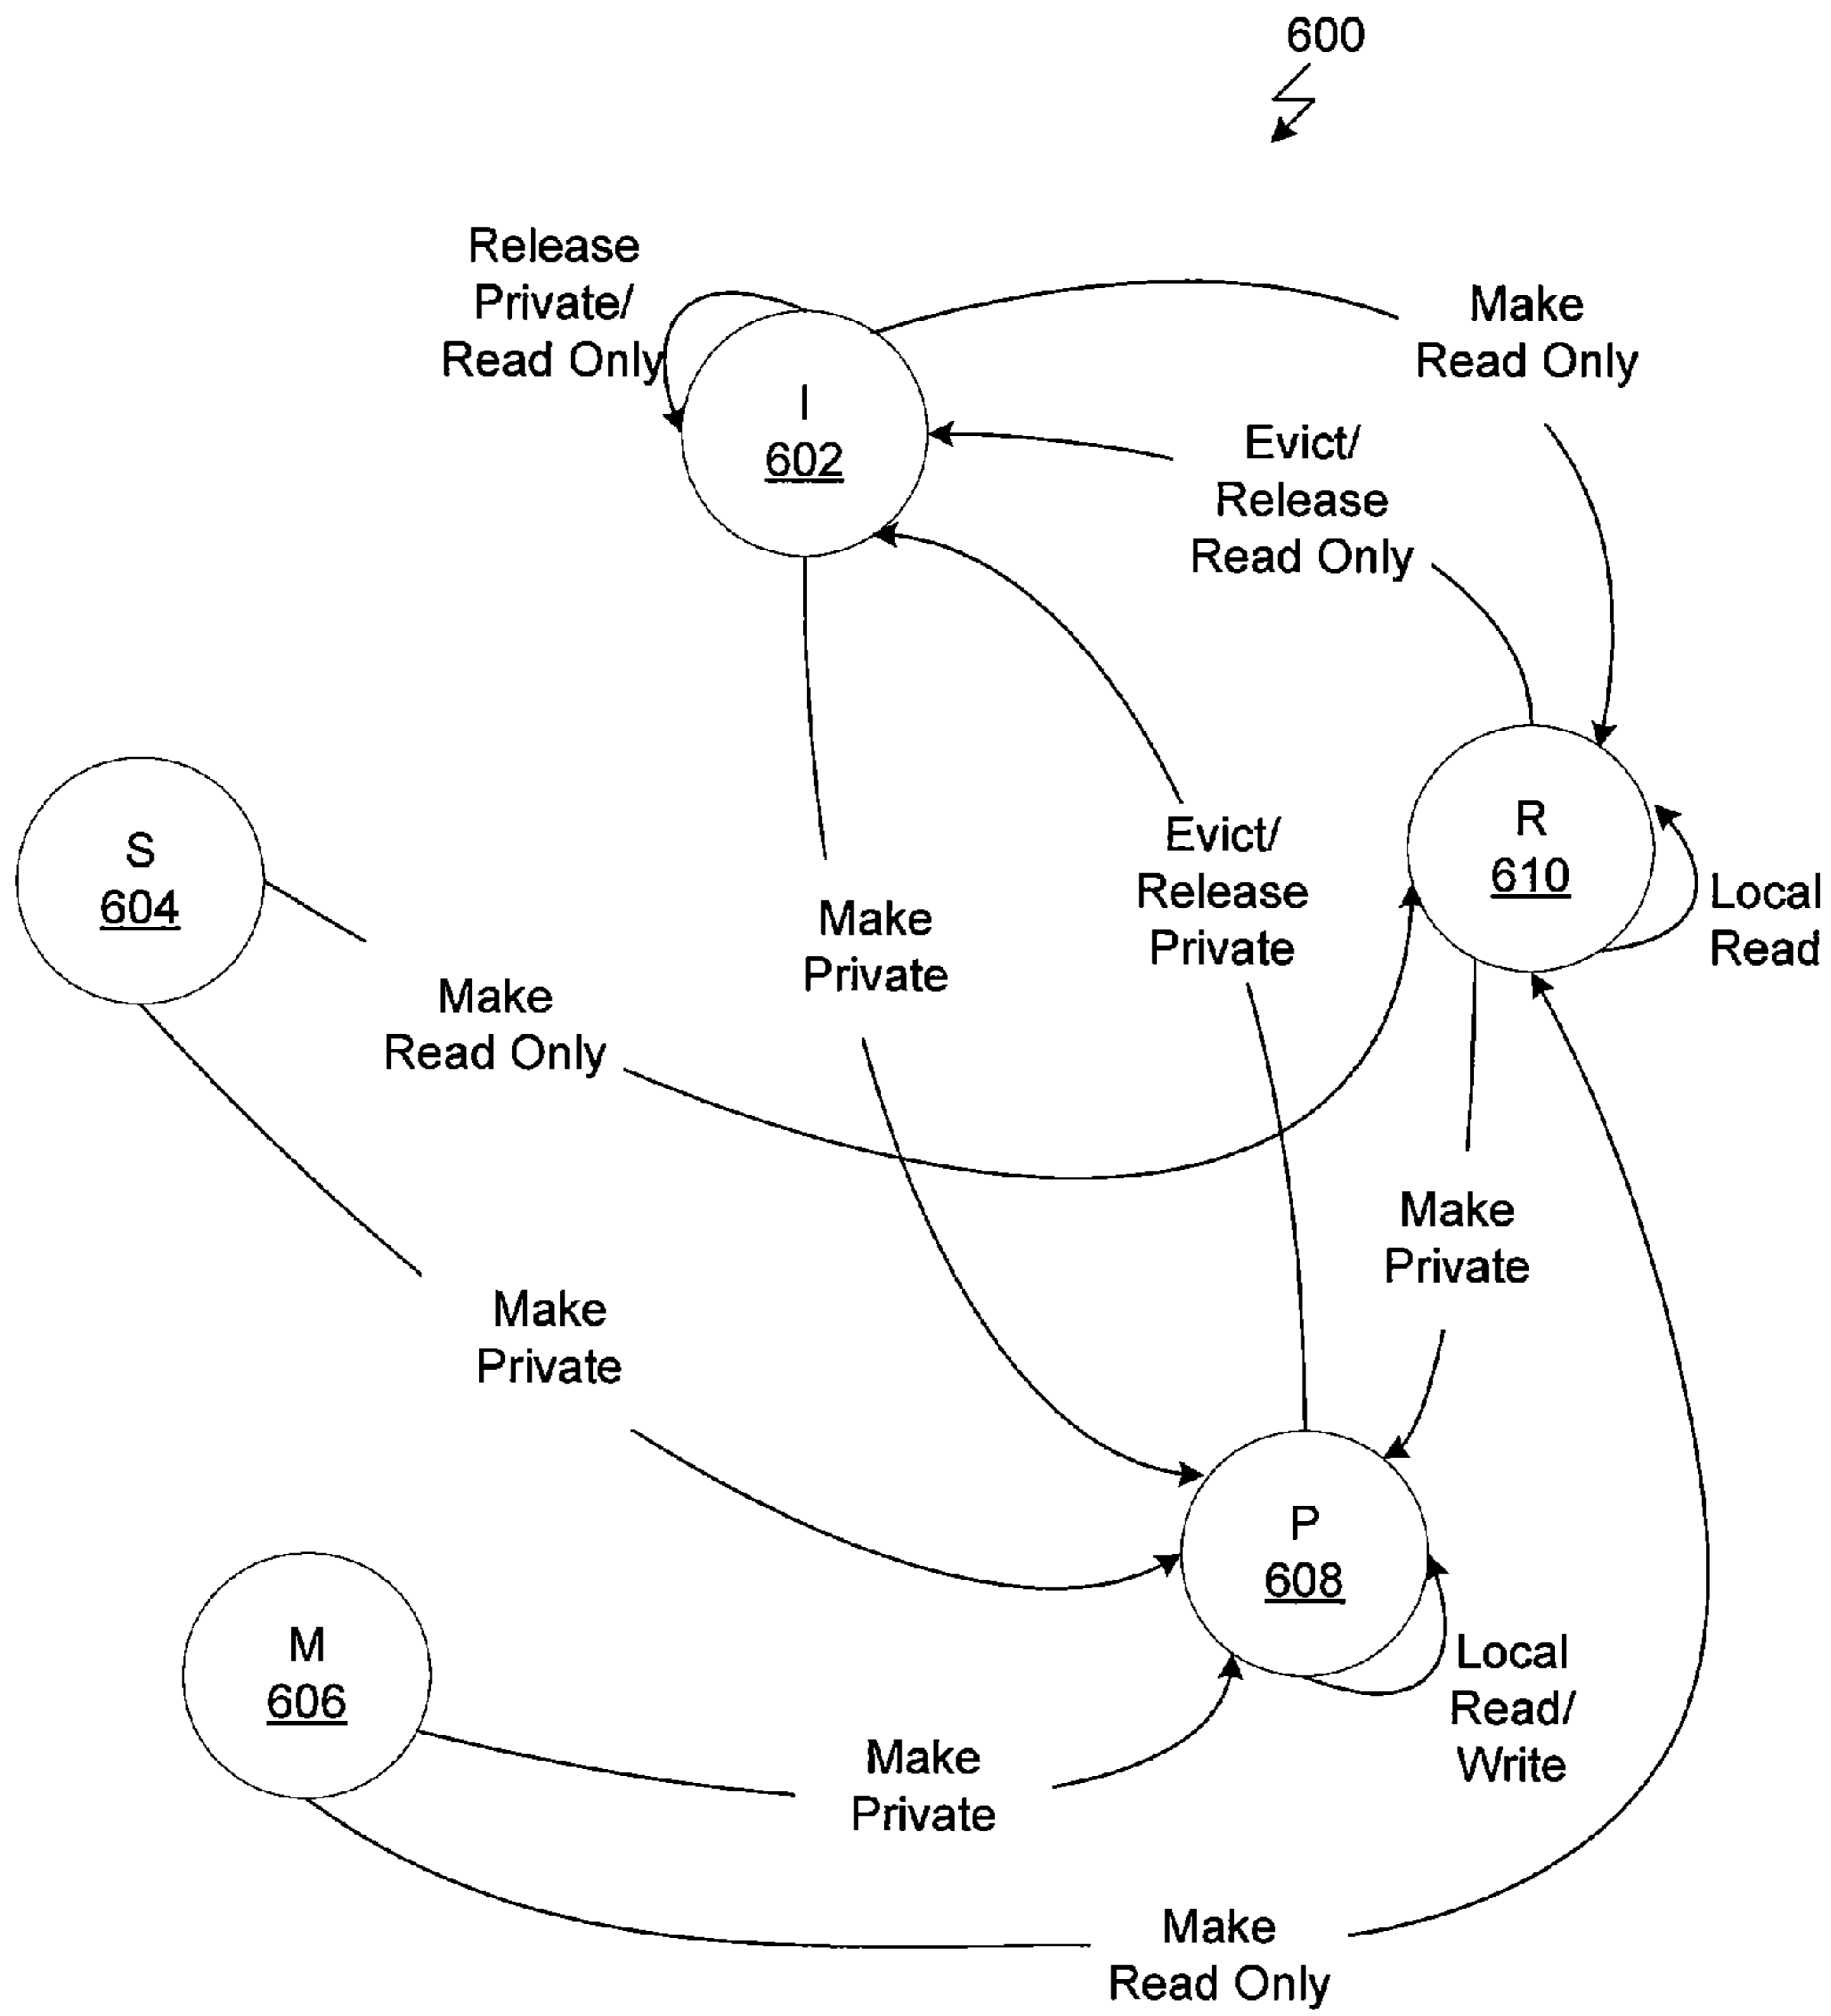 600
Release
Private/
Read Only
Make
Read Only
I
602
Evict/
Release
Read Only
S
604
Make
Read Only
Make
Private
Evict/
Release
Private
R
610
Local
Read
Make
Private
Make
Private
P
608
Local
Read/
Write
M
606
Make
Private
Make
Read Only